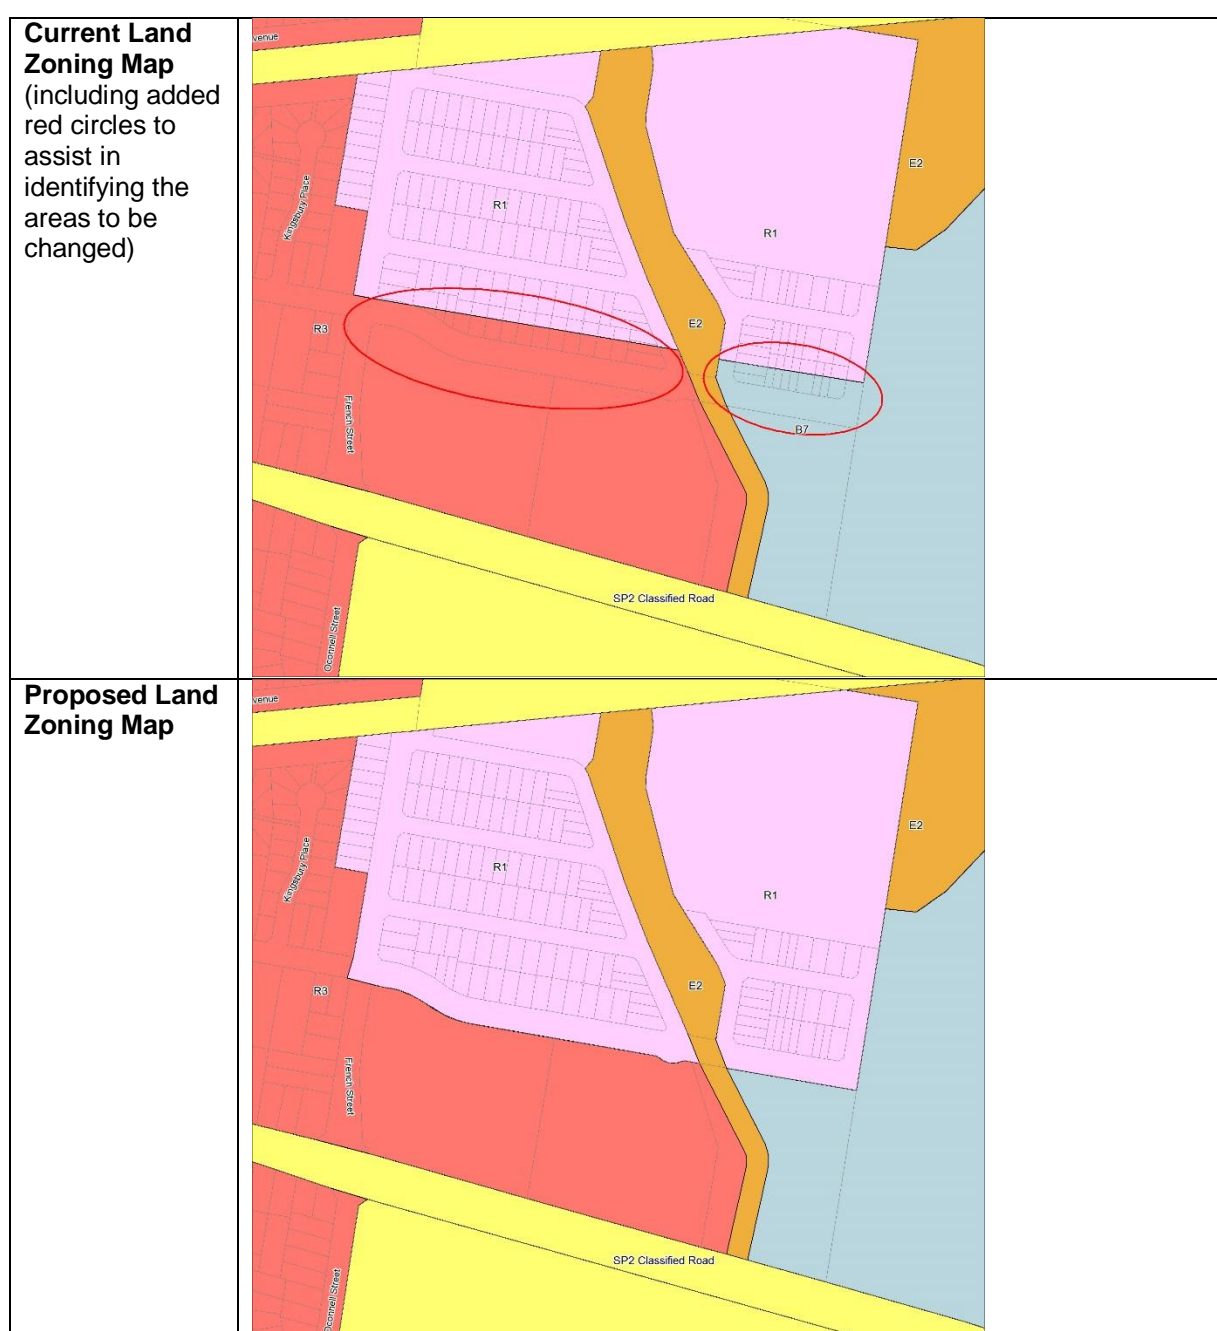 Current Land
Zoning Map
(including added
red circles to
assist in
identifying the
areas to be
changed)
venue
Kingsbury Place
R1
R1
E2
E2
R3
French Street
B7
SP2 Classified Road
Oconnell Street
Proposed Land
Zoning Map
venue
Kingsbury Place
R1
R1
E2
E2
R3
French Street
SP2 Classified Road
Oconnell Street